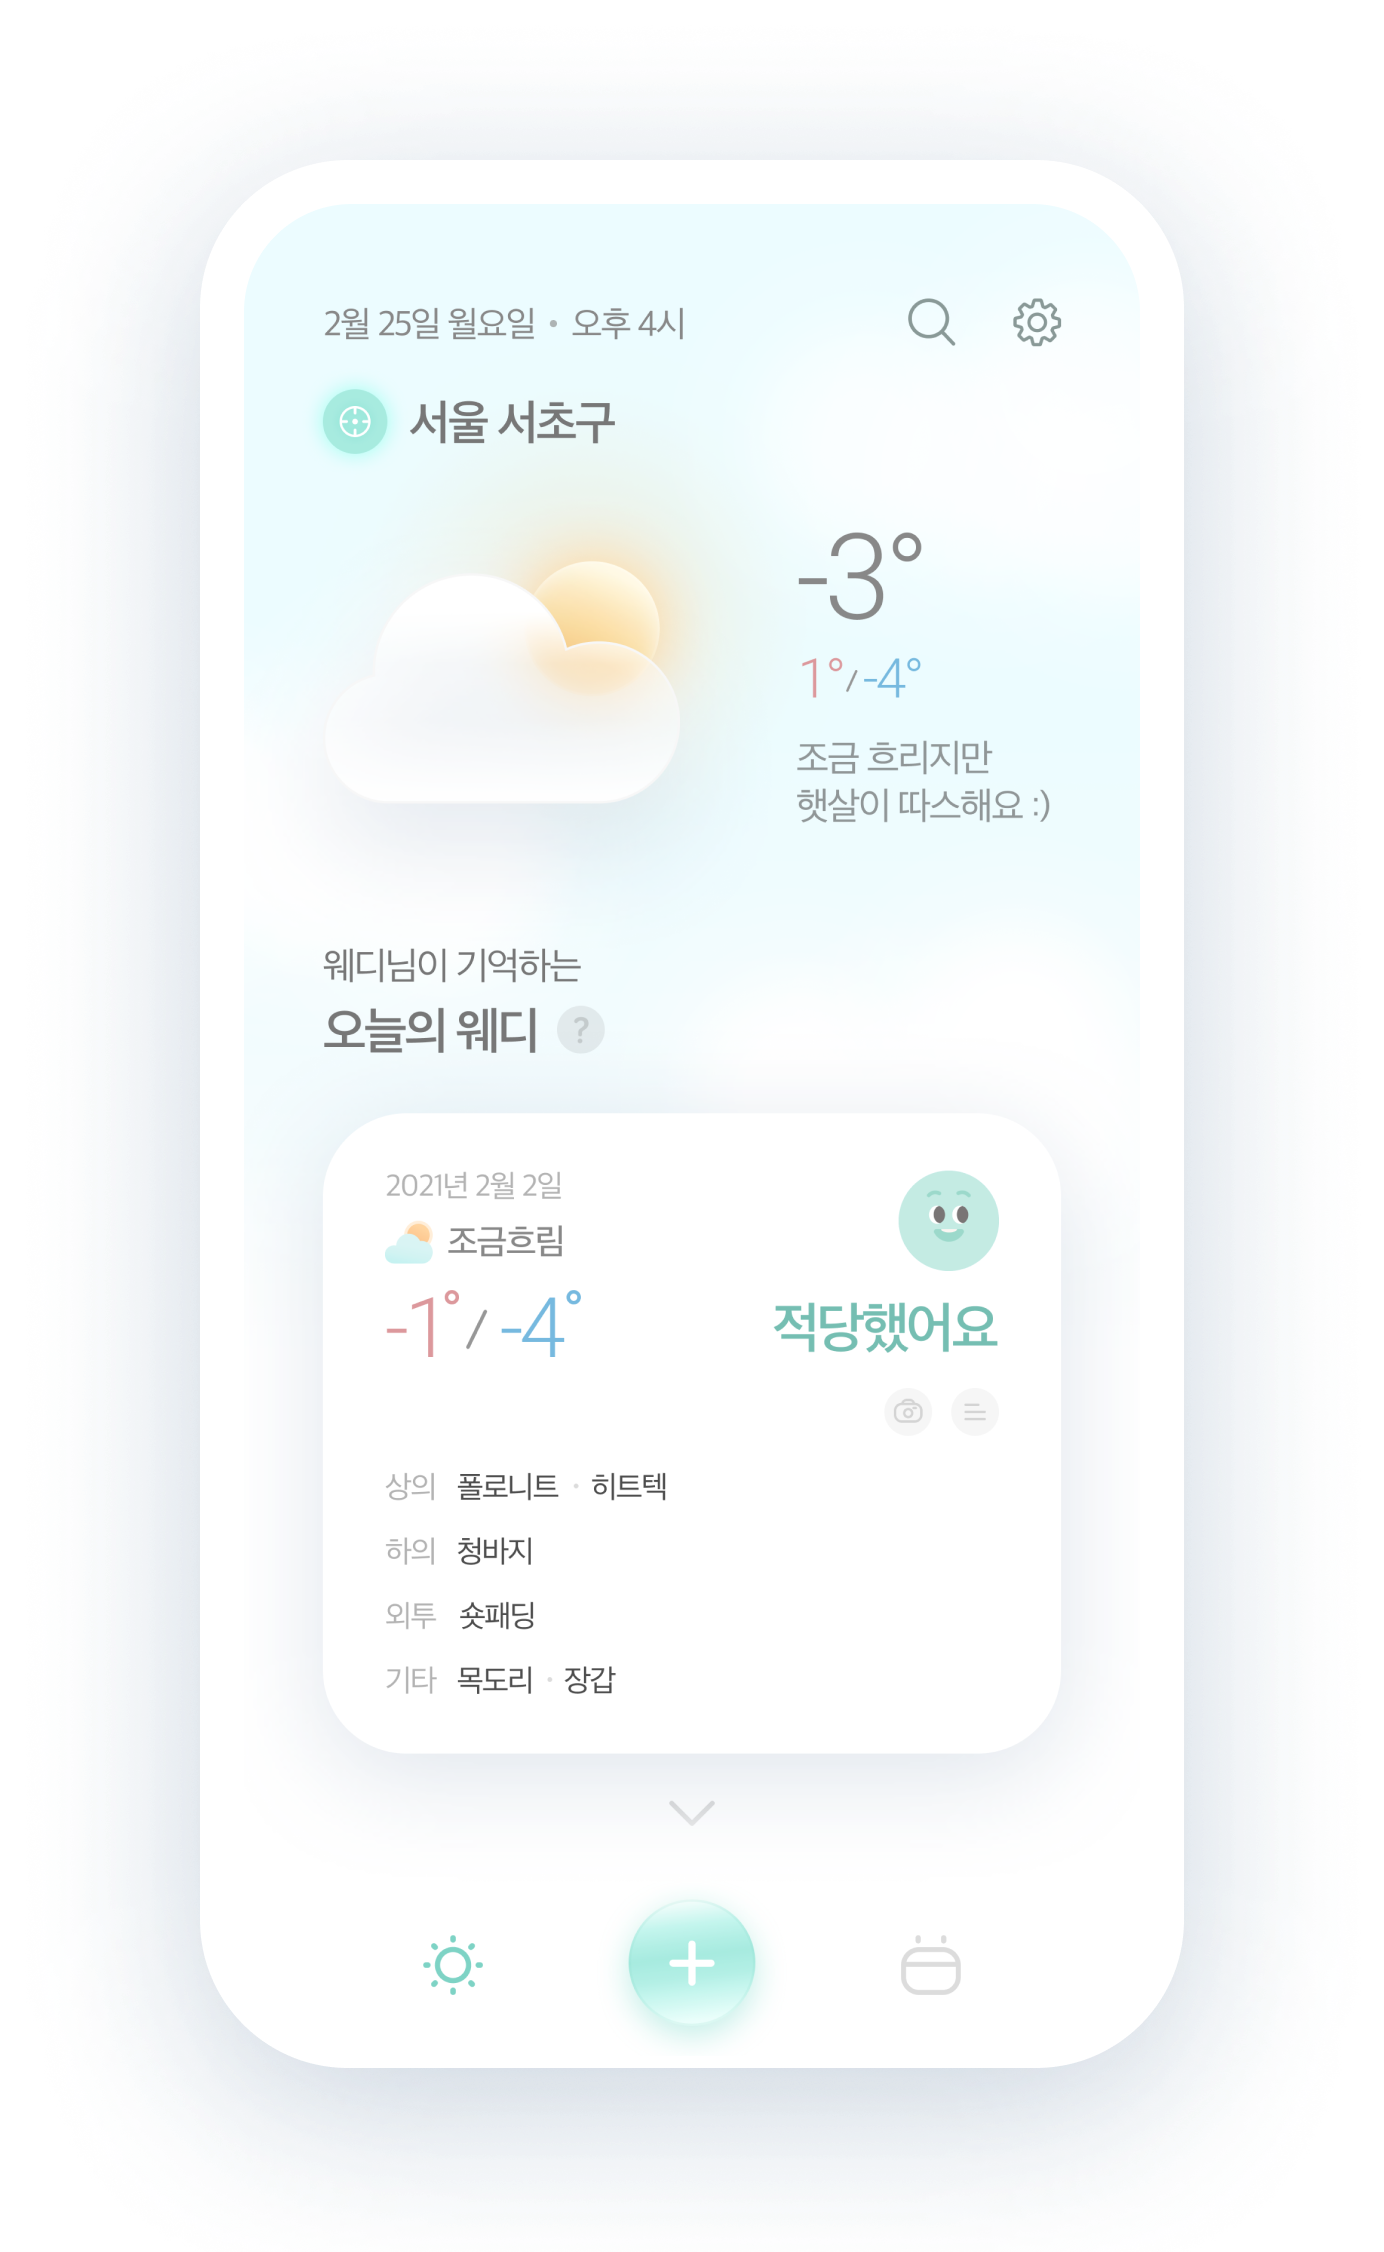 2월 25일 월요일 • 오후 4시
서울 서초구
-3°
1°/-4°
조금 흐리지만
햇살이 따스해요 :)
웨디님이 기억하는
오늘의 웨디 ?
2021년 2월 2일
조금흐림
-1°/ -4°
적당했어요
상의 폴로니트 · 히트텍
하의 청바지
외투 숏패딩
기타 목도리 · 장갑